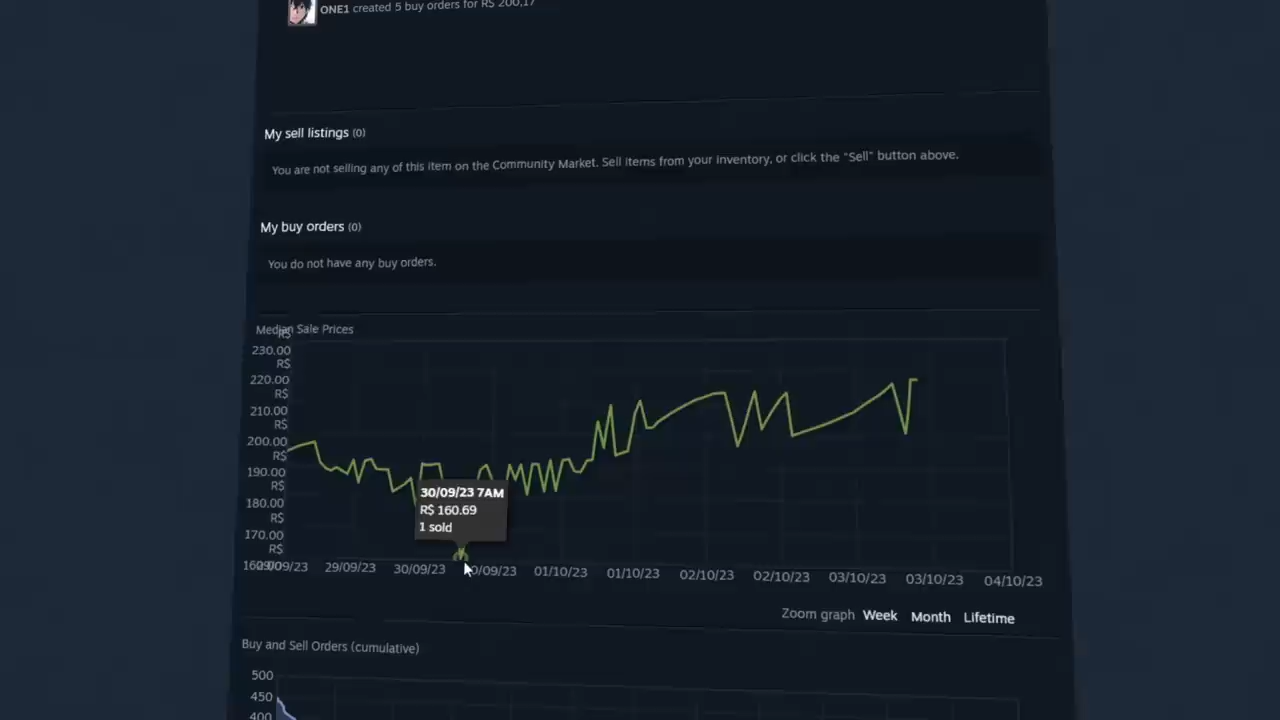 ONE1 created 5 buy orders for R$ 200,17
My sell listings (0)
You are not selling any of this item on the Community Market. Sell items from your inventory, or click the "Sell" button above.
My buy orders (0)
You do not have any buy orders.
Median Sale Prices
R$
230.00
R$
220.00
R$
210.00
R$
200.00
R$
190.00
R$
180.00
R$
170.00
R$
30/09/23 7AM
R$ 160.69
1 sold
29/09/23 30/09/23 01/10/23 01/10/23 02/10/23 02/10/23 03/10/23 03/10/23 04/10/23
Zoom graph Week Month Lifetime
Buy and Sell Orders (cumulative)
500
450
400